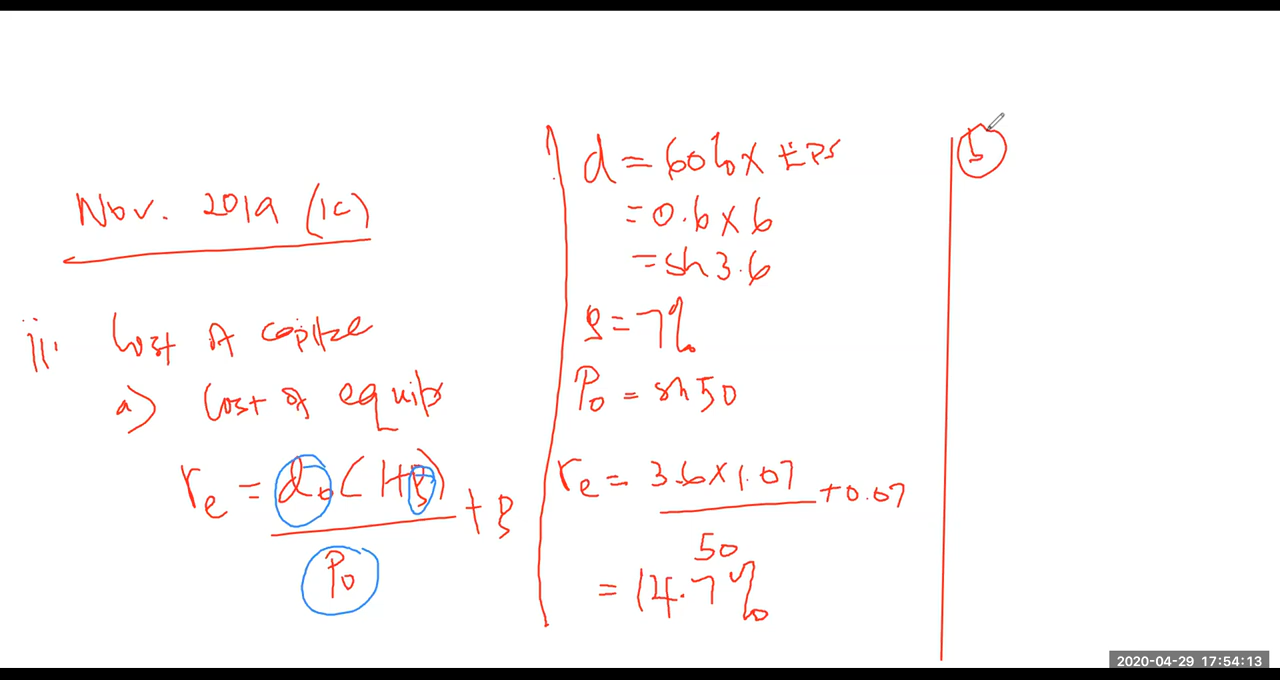 Nov. 2019 (1c)
ii. Cost of capital
a) Cost of equity
re = d₀(1+g) / P₀ + g
d = 60% x EPS
= 0.6 x 6
= sh 3.6
g = 7%
P₀ = sh 50
re = 3.6 x 1.07 / 50 + 0.07
= 14.7%
b
2020-04-29 17:54:13